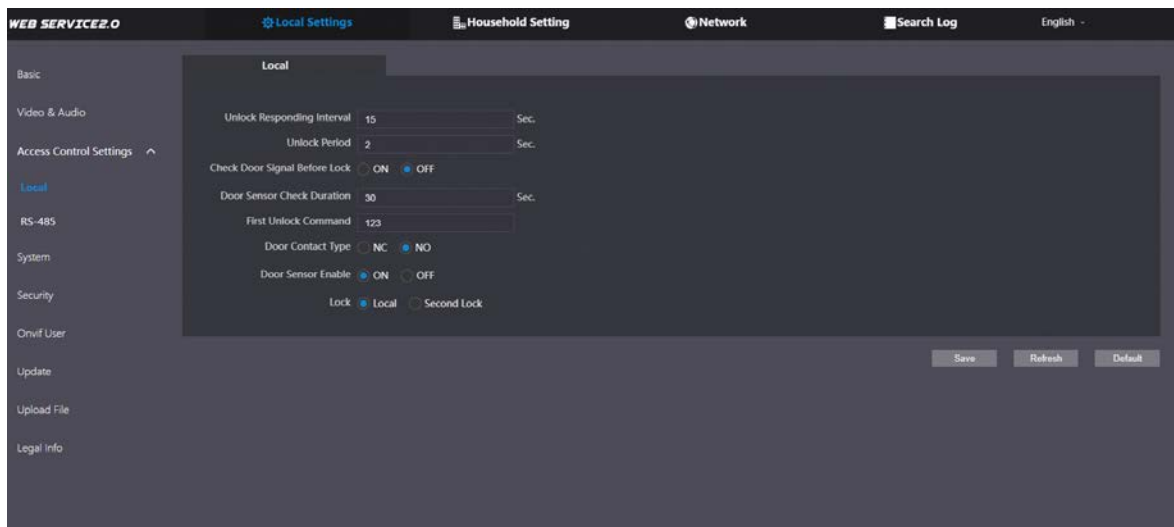 WEB SERVICE2.0
Local Settings
Household Setting
Network
Search Log
English
Basic
Video & Audio
Access Control Settings
Local
RS-485
System
Security
Onvif User
Update
Upload File
Legal Info
Local
Unlock Responding Interval 15 Sec.
Unlock Period 2 Sec.
Check Door Signal Before Lock ON OFF
Door Sensor Check Duration 30 Sec.
First Unlock Command 123
Door Contact Type NC NO
Door Sensor Enable ON OFF
Lock Local Second Lock
Save Refresh Default